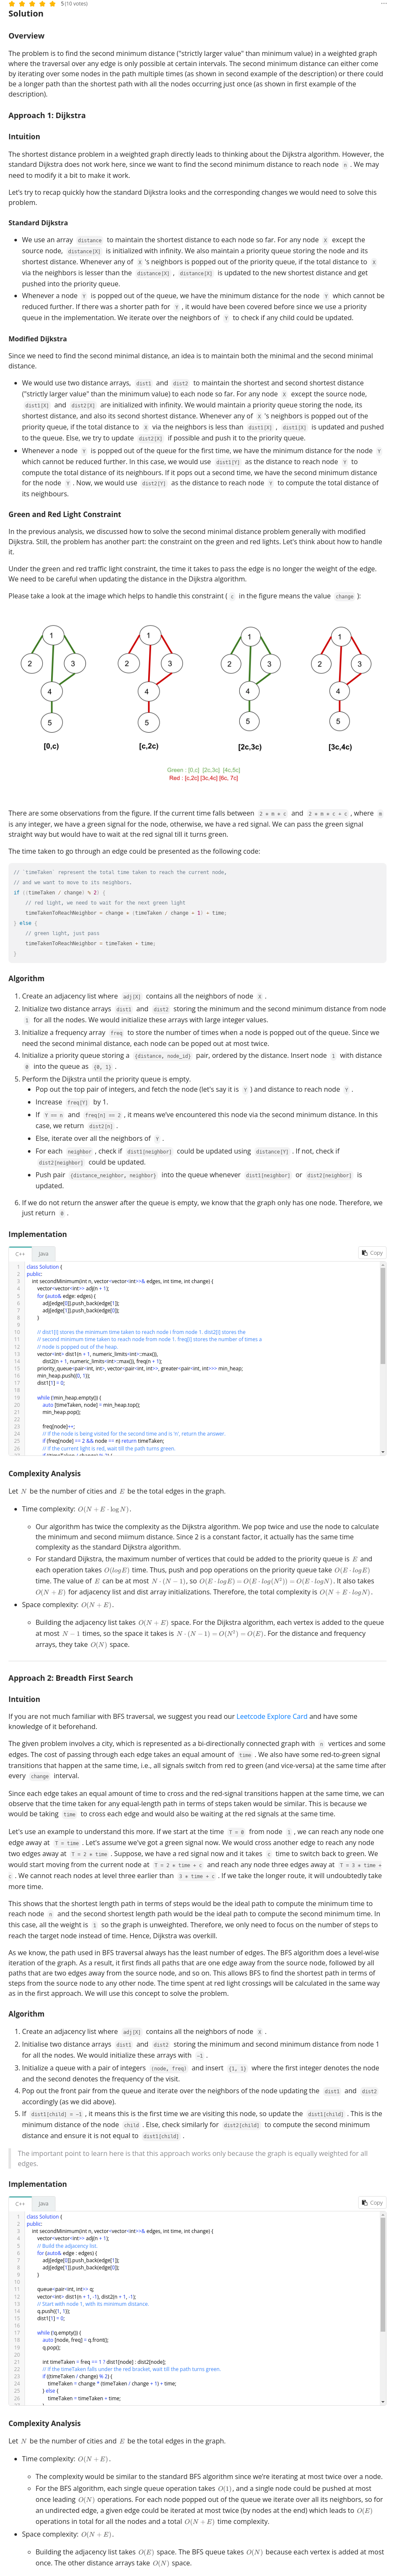 5 (10 votes)
Solution
Overview
The problem is to find the second minimum distance ("strictly larger value" than minimum value) in a weighted graph
where the traversal over any edge is only possible at certain intervals. The second minimum distance can either come
by iterating over some nodes in the path multiple times (as shown in second example of the description) or there could
be a longer path than the shortest path with all the nodes occurring just once (as shown in first example of the
description).
Approach 1: Dijkstra
Intuition
The shortest distance problem in a weighted graph directly leads to thinking about the Dijkstra algorithm. However, the
standard Dijkstra does not work here, since we want to find the second minimum distance to reach node n . We may
need to modify it a bit to make it work.
Let's try to recap quickly how the standard Dijkstra looks and the corresponding changes we would need to solve this
problem.
Standard Dijkstra
• We use an array distance to maintain the shortest distance to each node so far. For any node X except the
source node, distance[X] is initialized with infinity. We also maintain a priority queue storing the node and its
shortest distance. Whenever any of X 's neighbors is popped out of the priority queue, if the total distance to X
via the neighbors is lesser than the distance[X] , distance[X] is updated to the new shortest distance and get
pushed into the priority queue.
• Whenever a node Y is popped out of the queue, we have the minimum distance for the node Y which cannot be
reduced further. If there was a shorter path for Y , it would have been covered before since we use a priority
queue in the implementation. We iterate over the neighbors of Y to check if any child could be updated.
Modified Dijkstra
Since we need to find the second minimal distance, an idea is to maintain both the minimal and the second minimal
distance.
• We would use two distance arrays, dist1 and dist2 to maintain the shortest and second shortest distance
("strictly larger value" than the minimum value) to reach each node so far. For any node X except the source node,
dist1[X] and dist2[X] are initialized with infinity. We would maintain a priority queue storing the node, its
shortest distance, and also its second shortest distance. Whenever any of X 's neighbors is popped out of the
priority queue, if the total distance to X via the neighbors is less than dist1[X] , dist1[X] is updated and pushed
to the queue. Else, we try to update dist2[X] if possible and push it to the priority queue.
• Whenever a node Y is popped out of the queue for the first time, we have the minimum distance for the node Y
which cannot be reduced further. In this case, we would use dist1[Y] as the distance to reach node Y to
compute the total distance of its neighbours. If it pops out a second time, we have the second minimum distance
for the node Y . Now, we would use dist2[Y] as the distance to reach node Y to compute the total distance of
its neighbours.
Green and Red Light Constraint
In the previous analysis, we discussed how to solve the second minimal distance problem generally with modified
Dijkstra. Still, the problem has another part: the constraint on the green and red lights. Let's think about how to handle
it.
Under the green and red traffic light constraint, the time it takes to pass the edge is no longer the weight of the edge.
We need to be careful when updating the distance in the Dijkstra algorithm.
Please take a look at the image which helps to handle this constraint ( c in the figure means the value change ):
1 1 1 1
2 3 2 3 2 3 2 3
4 4 4 4
5 5 5 5
[0,c) [c,2c) [2c,3c) [3c,4c)
Green : [0,c) [2c,3c) [4c,5c)
Red : [c,2c) [3c,4c) [6c, 7c)
There are some observations from the figure. If the current time falls between 2 * m * c and 2 * m * c + c , where m
is any integer, we have a green signal for the node, otherwise, we have a red signal. We can pass the green signal
straight way but would have to wait at the red signal till it turns green.
The time taken to go through an edge could be presented as the following code:
// `timeTaken` represent the total time taken to reach the current node,
// and we want to move to its neighbors.
if ((timeTaken / change) % 2) {
// red light, we need to wait for the next green light
timeTakenToReachNeighbor = change * (timeTaken / change + 1) + time;
} else {
// green light, just pass
timeTakenToReachNeighbor = timeTaken + time;
}
Algorithm
1. Create an adjacency list where adj[X] contains all the neighbors of node X .
2. Initialize two distance arrays dist1 and dist2 storing the minimum and the second minimum distance from node
1 for all the nodes. We would initialize these arrays with large integer values.
3. Initialize a frequency array freq to store the number of times when a node is popped out of the queue. Since we
need the second minimum distance, each node can be poped out at most twice.
4. Initialize a priority queue storing a {distance, node_id} pair, ordered by the distance. Insert node 1 with distance
0 into the queue as {0, 1} .
5. Perform the Dijkstra until the priority queue is empty.
• Pop out the top pair of integers, and fetch the node (let's say it is Y ) and distance to reach node Y .
• Increase freq[Y] by 1.
• If Y == n and freq[n] == 2 , it means we've encountered this node via the second minimum distance. In this
case, we return dist2[n] .
• Else, iterate over all the neighbors of Y .
• For each neighbor , check if dist1[neighbor] could be updated using distance[Y] . If not, check if
dist2[neighbor] could be updated.
• Push pair {distance_neighbor, neighbor} into the queue whenever dist1[neighbor] or dist2[neighbor] is
updated.
6. If we do not return the answer after the queue is empty, we know that the graph only has one node. Therefore, we
just return 0 .
Implementation
C++ Java Copy
1 class Solution {
2 public:
3 int secondMinimum(int n, vector<vector<int>>& edges, int time, int change) {
4 vector<vector<int>> adj(n + 1);
5 for (auto& edge: edges) {
6 adj[edge[0]].push_back(edge[1]);
7 adj[edge[1]].push_back(edge[0]);
8 }
9
10 // dist1[i] stores the minimum time taken to reach node i from node 1. dist2[i] stores the
11 // second minimum time taken to reach node from node 1. freq[i] stores the number of times a
12 // node is popped out of the heap.
13 vector<int> dist1(n + 1, numeric_limits<int>::max()),
14 dist2(n + 1, numeric_limits<int>::max()), freq(n + 1);
15 priority_queue<pair<int, int>, vector<pair<int, int>>, greater<pair<int, int>>> min_heap;
16 min_heap.push({0, 1});
17 dist1[1] = 0;
18
19 while (!min_heap.empty()) {
20 auto [timeTaken, node] = min_heap.top();
21 min_heap.pop();
22
23 freq[node]++;
24 // If the node is being visited for the second time and is 'n', return the answer.
25 if (freq[node] == 2 && node == n) return timeTaken;
26 // If the current light is red, wait till the path turns green.
Complexity Analysis
Let N be the number of cities and E be the total edges in the graph.
• Time complexity: O(N + E · log N).
◦ Our algorithm has twice the complexity as the Dijkstra algorithm. We pop twice and use the node to calculate
the minimum and second miimum distance. Since 2 is a constant factor, it actually has the same time
complexity as the standard Dijkstra algorithm.
◦ For standard Dijkstra, the maximum number of vertices that could be added to the priority queue is E and
each operation takes O(logE) time. Thus, push and pop operations on the priority queue take O(E · logE)
time. The value of E can be at most N · (N − 1), so O(E · logE) = O(E · log(N²)) = O(E · logN). It also takes
O(N + E) for adjacency list and dist array initializations. Therefore, the total complexity is O(N + E · logN).
• Space complexity: O(N + E).
◦ Building the adjacency list takes O(N + E) space. For the Dijkstra algorithm, each vertex is added to the queue
at most N − 1 times, so the space it takes is N · (N − 1) = O(N²) = O(E). For the distance and frequency
arrays, they take O(N) space.
Approach 2: Breadth First Search
Intuition
If you are not much familiar with BFS traversal, we suggest you read our Leetcode Explore Card and have some
knowledge of it beforehand.
The given problem involves a city, which is represented as a bi-directionally connected graph with n vertices and some
edges. The cost of passing through each edge takes an equal amount of time . We also have some red-to-green signal
transitions that happen at the same time, i.e., all signals switch from red to green (and vice-versa) at the same time after
every change interval.
Since each edge takes an equal amount of time to cross and the red-signal transitions happen at the same time, we can
observe that the time taken for any equal-length path in terms of steps taken would be similar. This is because we
would be taking time to cross each edge and would also be waiting at the red signals at the same time.
Let's use an example to understand this more. If we start at the time T = 0 from node 1 , we can reach any node one
edge away at T = time . Let's assume we've got a green signal now. We would cross another edge to reach any node
two edges away at T = 2 * time . Suppose, we have a red signal now and it takes c time to switch back to green. We
would start moving from the current node at T = 2 * time + c and reach any node three edges away at T = 3 * time +
c . We cannot reach nodes at level three earlier than 3 * time + c . If we take the longer route, it will undoubtedly take
more time.
This shows that the shortest length path in terms of steps would be the ideal path to compute the minimum time to
reach node n and the second shortest length path would be the ideal path to compute the second minimum time. In
this case, all the weight is 1 so the graph is unweighted. Therefore, we only need to focus on the number of steps to
reach the target node instead of time. Hence, Dijkstra was overkill.
As we know, the path used in BFS traversal always has the least number of edges. The BFS algorithm does a level-wise
iteration of the graph. As a result, it first finds all paths that are one edge away from the source node, followed by all
paths that are two edges away from the source node, and so on. This allows BFS to find the shortest path in terms of
steps from the source node to any other node. The time spent at red light crossings will be calculated in the same way
as in the first approach. We will use this concept to solve the problem.
Algorithm
1. Create an adjacency list where adj[X] contains all the neighbors of node X .
2. Initialise two distance arrays dist1 and dist2 storing the minimum and second minimum distance from node 1
for all the nodes. We would initialize these arrays with -1 .
3. Initialize a queue with a pair of integers (node, freq) and insert {1, 1} where the first integer denotes the node
and the second denotes the frequency of the visit.
4. Pop out the front pair from the queue and iterate over the neighbors of the node updating the dist1 and dist2
accordingly (as we did above).
5. If dist1[child] = -1 , it means this is the first time we are visiting this node, so update the dist1[child] . This is the
minimum distance of the node child . Else, check similarly for dist2[child] to compute the second minimum
distance and ensure it is not equal to dist1[child] .
The important point to learn here is that this approach works only because the graph is equally weighted for all
edges.
Implementation
C++ Java Copy
1 class Solution {
2 public:
3 int secondMinimum(int n, vector<vector<int>>& edges, int time, int change) {
4 vector<vector<int>> adj(n + 1);
5 // Build the adjacency list.
6 for (auto& edge : edges) {
7 adj[edge[0]].push_back(edge[1]);
8 adj[edge[1]].push_back(edge[0]);
9 }
10
11 queue<pair<int, int>> q;
12 vector<int> dist1(n + 1, -1), dist2(n + 1, -1);
13 // Start with node 1, with its minimum distance.
14 q.push({1, 1});
15 dist1[1] = 0;
16
17 while (!q.empty()) {
18 auto [node, freq] = q.front();
19 q.pop();
20
21 int timeTaken = freq == 1 ? dist1[node] : dist2[node];
22 // If the timeTaken falls under the red bracket, wait till the path turns green.
23 if ((timeTaken / change) % 2) {
24 timeTaken = change * (timeTaken / change + 1) + time;
25 } else {
26 timeTaken = timeTaken + time;
Complexity Analysis
Let N be the number of cities and E be the total edges in the graph.
• Time complexity: O(N + E).
◦ The complexity would be similar to the standard BFS algorithm since we're iterating at most twice over a node.
◦ For the BFS algorithm, each single queue operation takes O(1), and a single node could be pushed at most
once leading O(N) operations. For each node popped out of the queue we iterate over all its neighbors, so for
an undirected edge, a given edge could be iterated at most twice (by nodes at the end) which leads to O(E)
operations in total for all the nodes and a total O(N + E) time complexity.
• Space complexity: O(N + E).
◦ Building the adjacency list takes O(E) space. The BFS queue takes O(N) because each vertex is added at most
once. The other distance arrays take O(N) space.